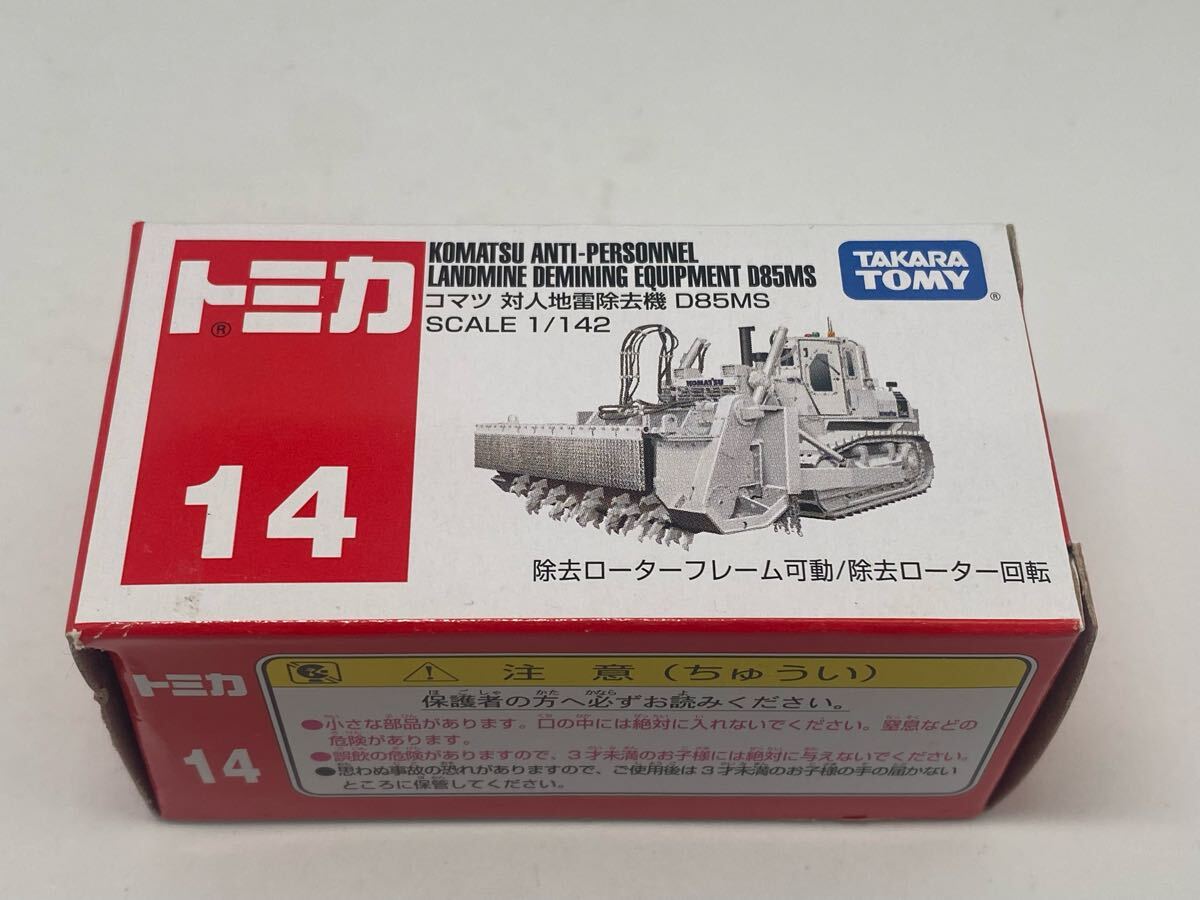 トミカ
®
14
KOMATSU ANTI-PERSONNEL
LANDMINE DEMINING EQUIPMENT D85MS
コマツ 対人地雷除去機 D85MS
SCALE 1/142
TAKARA
TOMY
®
KOMATSU
除去ローターフレーム可動/除去ローター回転
トミカ
14
注意(ちゅうい)
ほごしゃ かた かなら よ
保護者の方へ必ずお読みください。
●小さな部品があります。口の中には絶対に入れないでください。窒息などの
危険があります。
●誤飲の危険がありますので、3才未満のお子様には絶対に与えないでください。
●思わぬ事故の恐れがありますので、ご使用後は3才未満のお子様の手の届かない
ところに保管してください。